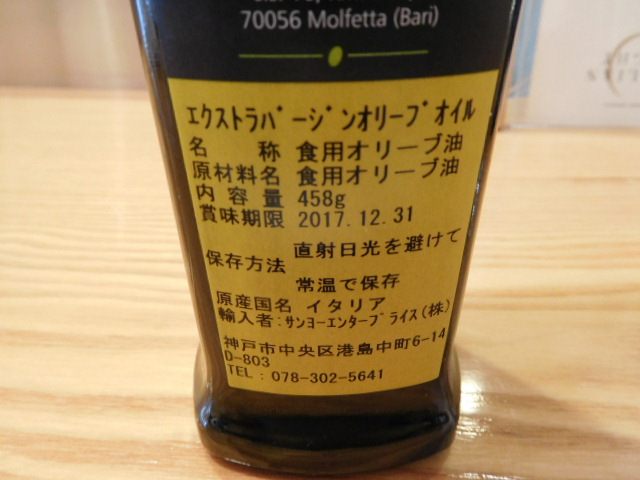 70056 Molfetta (Bari)
エクストラバージンオリーブオイル
名 称 食用オリーブ油
原材料名 食用オリーブ油
内 容 量 458g
賞味期限 2017.12.31
保存方法 直射日光を避けて
常温で保存
原産国名 イタリア
輸入者:サンヨーエンタープライス(株)
神戸市中央区港島中町6-14
D-803
TEL : 078-302-5641